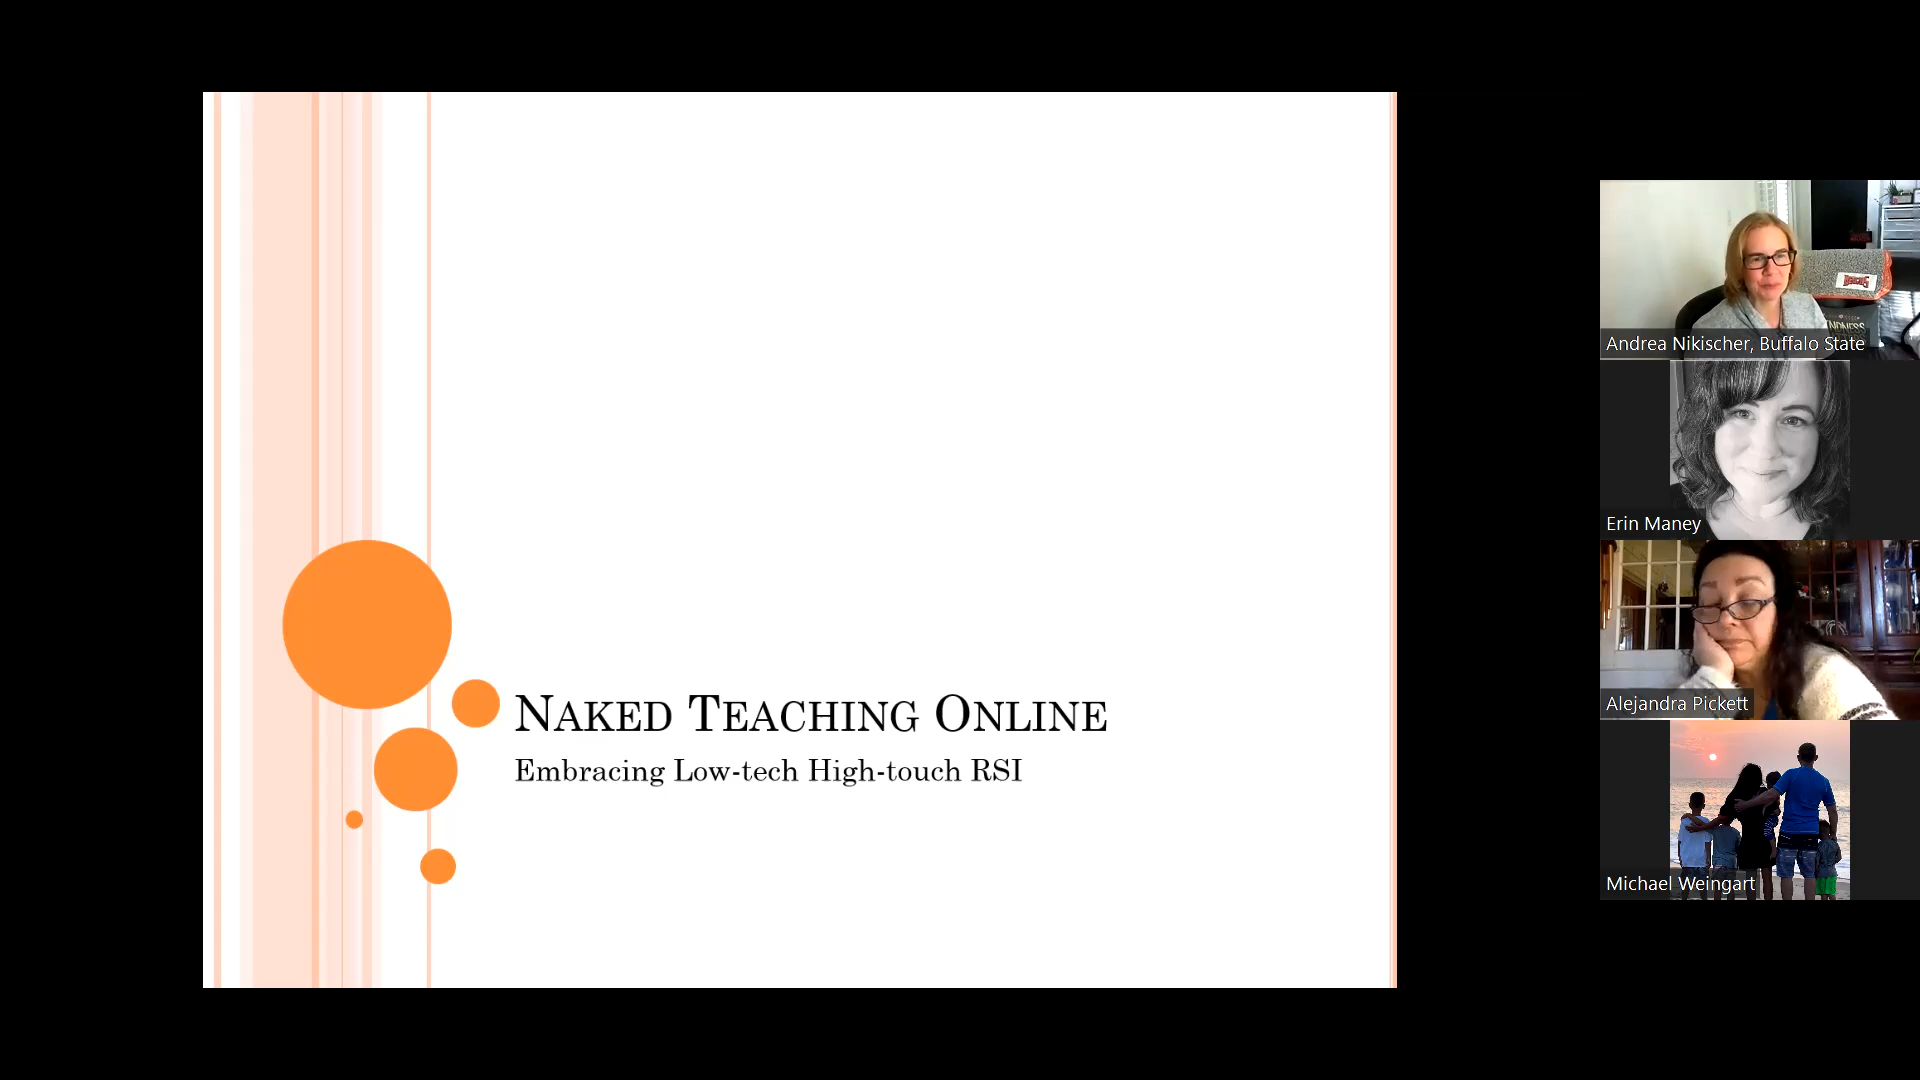 NAKED TEACHING ONLINE
Embracing Low-tech High-touch RSI
Andrea Nikischer, Buffalo State
Erin Maney
Alejandra Pickett
Michael Weingart